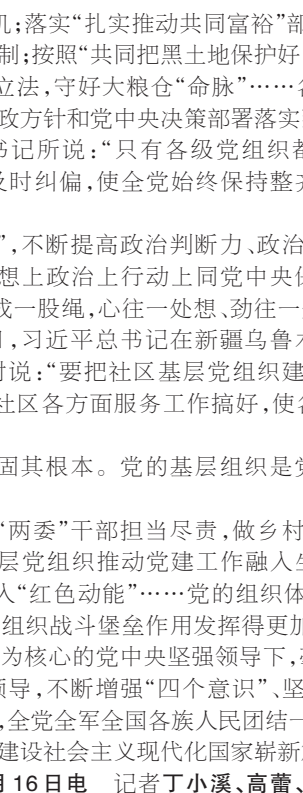 机；落实“扎实推动共同富裕”部
制；按照“共同把黑土地保护好
立法，守好大粮仓“命脉”……各
政方针和党中央决策部署落实
书记所说：“只有各级党组织都
及时纠偏，使全党始终保持整齐
”，不断提高政治判断力、政治
想上政治上行动上同党中央保
成一股绳，心往一处想、劲往一
，习近平总书记在新疆乌鲁木
时说：“要把社区基层党组织建
社区各方面服务工作搞好，使各
固其根本。党的基层组织是党
“两委”干部担当尽责，做乡村
层党组织推动党建工作融入生
入“红色动能”……党的组织体
组织战斗堡垒作用发挥得更加
为核心的党中央坚强领导下，
领导，不断增强“四个意识”、坚
，全党全军全国各族人民团结一
建设社会主义现代化国家崭新
月16日电 记者丁小溪、高蕾、